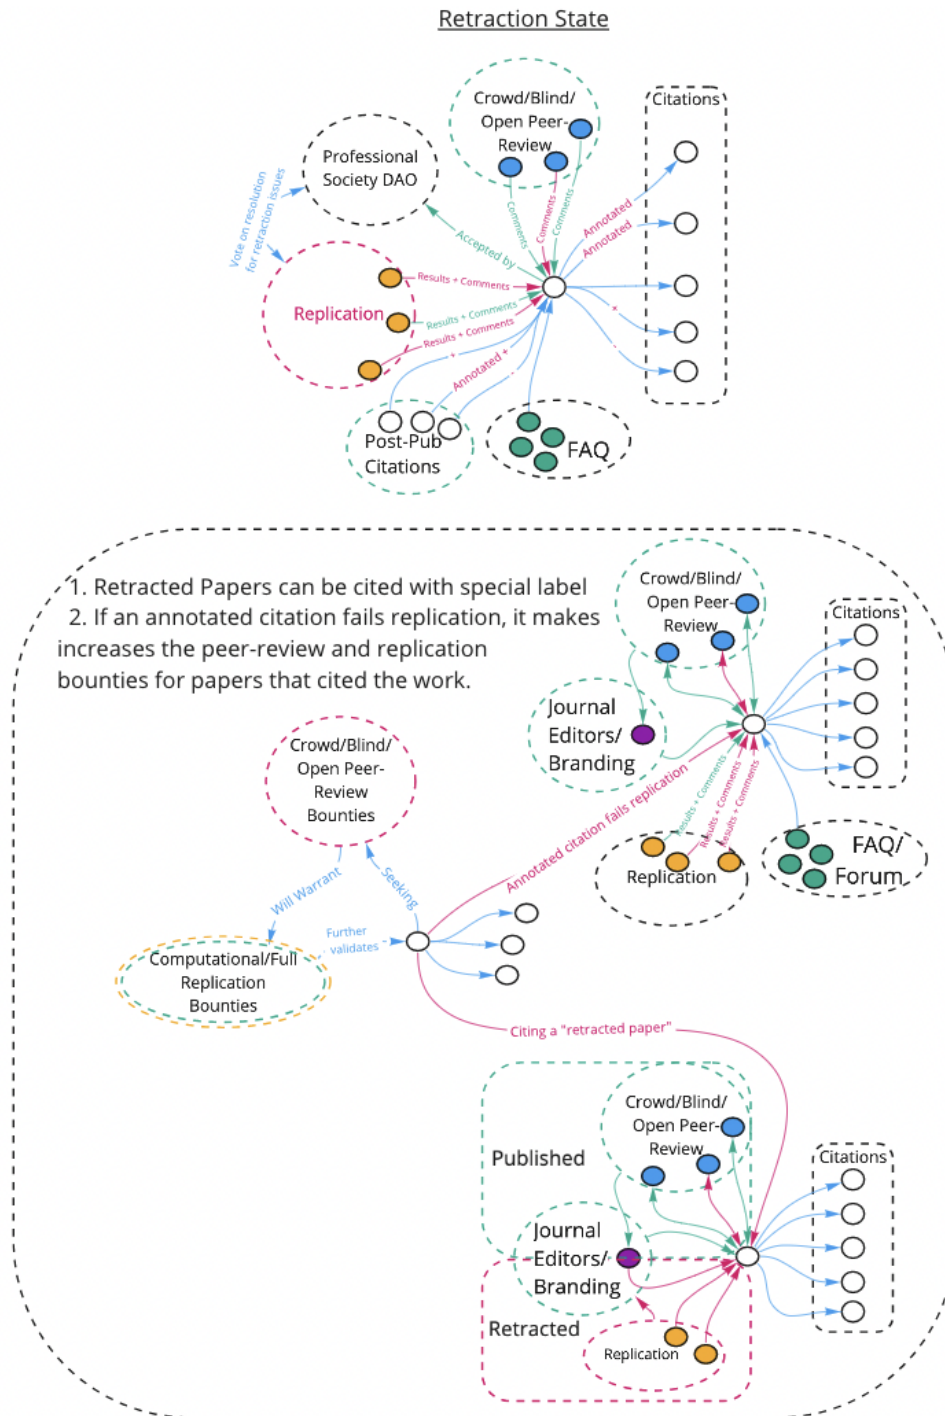 Retraction State
Crowd/Blind/
Open Peer-
Review
Citations
Professional
Society DAO
Vote on resolution
for retraction issues
Comments
Comments
Comments
Annotated
Annotated
Accepted by
Replication
Results + Comments
Results + Comments
Results + Comments
+
-
+
Annotated +
-
Post-Pub
Citations
FAQ
1. Retracted Papers can be cited with special label
2. If an annotated citation fails replication, it makes
increases the peer-review and replication
bounties for papers that cited the work.
Crowd/Blind/
Open Peer-
Review
Citations
Journal
Editors/
Branding
Crowd/Blind/
Open Peer-
Review
Bounties
Annotated citation fails replication
Results + Comments
Results + Comments
Results + Comments
Replication
FAQ/
Forum
Will Warrant
Seeking
Further
validates
Computational/Full
Replication
Bounties
Citing a "retracted paper"
Crowd/Blind/
Open Peer-
Review
Published
Citations
Journal
Editors/
Branding
Retracted
Replication